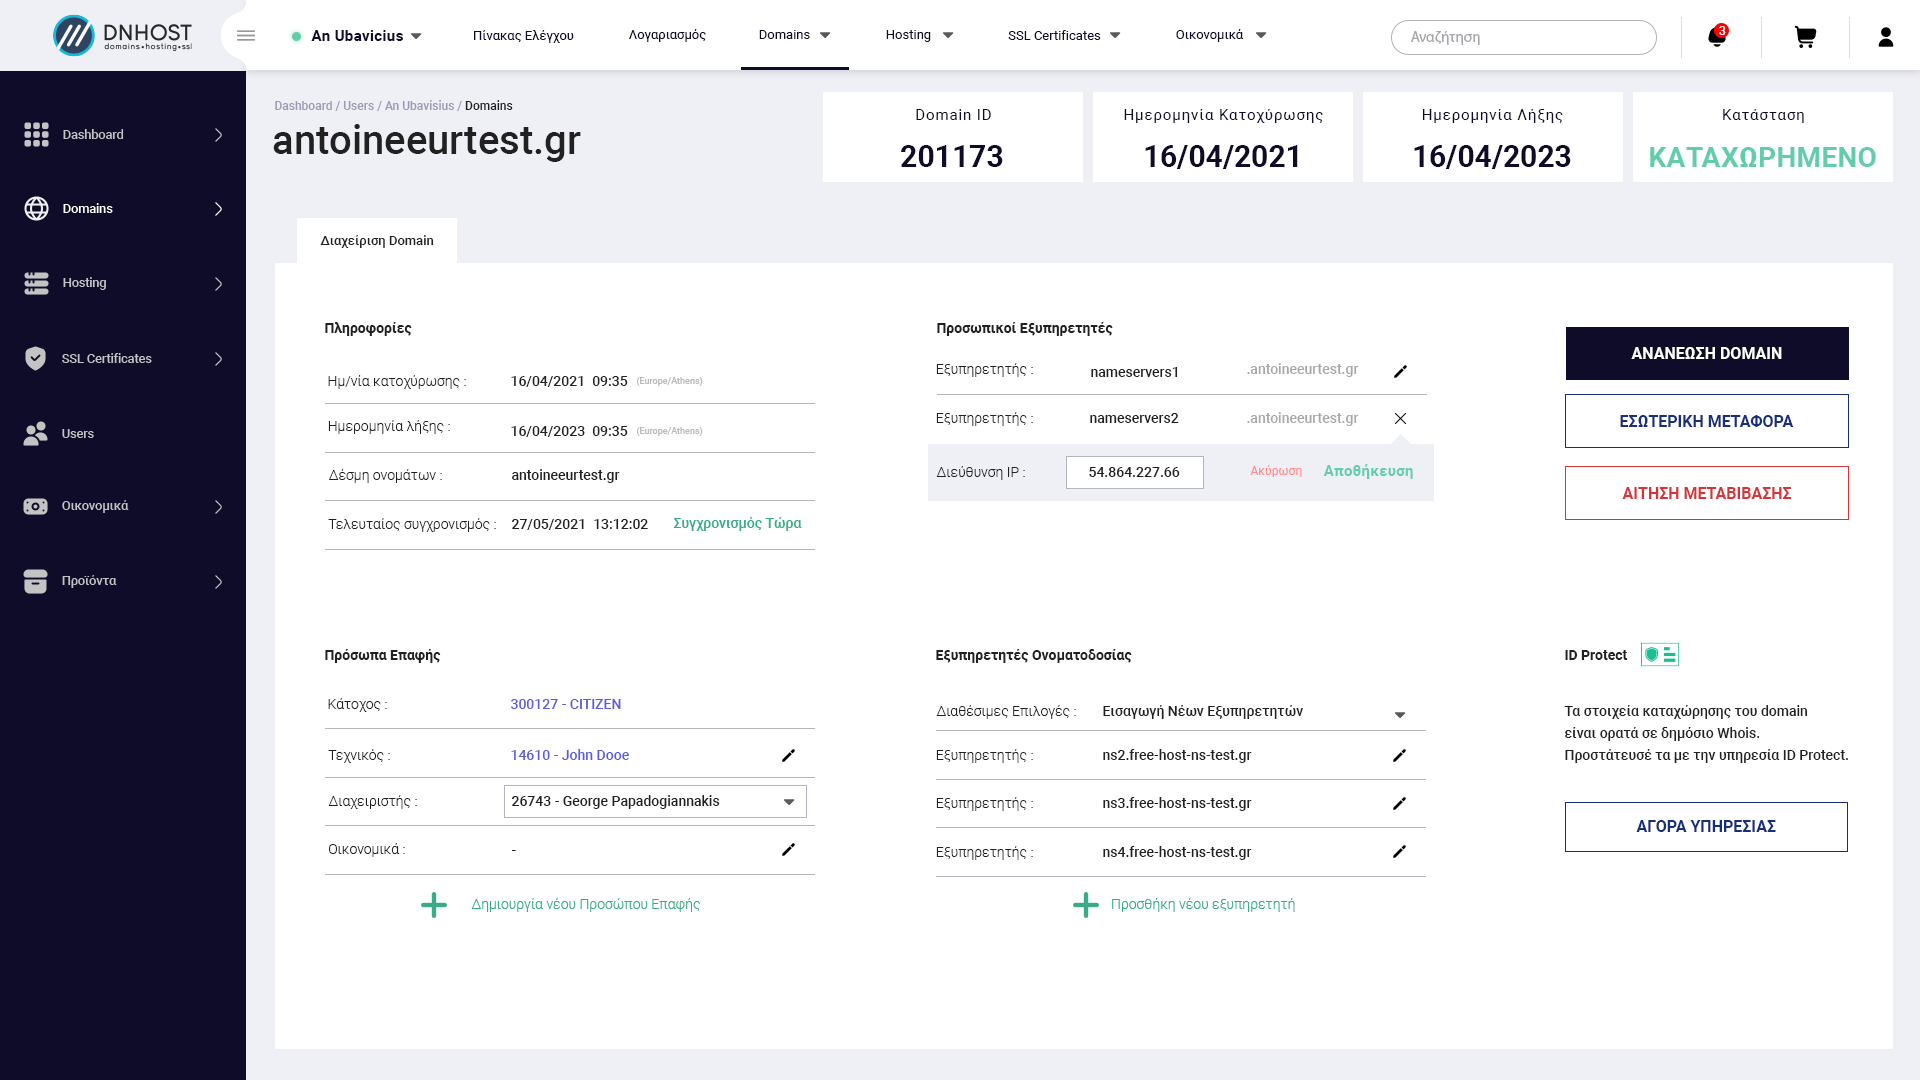 DNHOST
domains•hosting•ssl
An Ubavicius
Πίνακας Ελέγχου
Λογαριασμός
Domains
Hosting
SSL Certificates
Οικονομικά
Αναζήτηση
3
Dashboard
Domains
Hosting
SSL Certificates
Users
Οικονομικά
Προϊόντα
Dashboard / Users / An Ubavisius / Domains
antoineeurtest.gr
Domain ID
201173
Ημερομηνία Κατοχύρωσης
16/04/2021
Ημερομηνία Λήξης
16/04/2023
Κατάσταση
ΚΑΤΑΧΩΡΗΜΕΝΟ
Διαχείριση Domain
Πληροφορίες
Ημ/νία κατοχύρωσης : 16/04/2021 09:35 (Europe/Athens)
Ημερομηνία λήξης : 16/04/2023 09:35 (Europe/Athens)
Δέσμη ονομάτων : antoineeurtest.gr
Τελευταίος συγχρονισμός : 27/05/2021 13:12:02 Συγχρονισμός Τώρα
Προσωπικοί Εξυπηρετητές
Εξυπηρετητής : nameservers1 .antoineeurtest.gr
Εξυπηρετητής : nameservers2 .antoineeurtest.gr
Διεύθυνση IP : 54.864.227.66 Ακύρωση Αποθήκευση
ΑΝΑΝΕΩΣΗ DOMAIN
ΕΣΩΤΕΡΙΚΗ ΜΕΤΑΦΟΡΑ
ΑΙΤΗΣΗ ΜΕΤΑΒΙΒΑΣΗΣ
Πρόσωπα Επαφής
Κάτοχος : 300127 - CITIZEN
Τεχνικός : 14610 - John Dooe
Διαχειριστής : 26743 - George Papadogiannakis
Οικονομικά : -
Δημιουργία νέου Προσώπου Επαφής
Εξυπηρετητές Ονοματοδοσίας
Διαθέσιμες Επιλογές : Εισαγωγή Νέων Εξυπηρετητών
Εξυπηρετητής : ns2.free-host-ns-test.gr
Εξυπηρετητής : ns3.free-host-ns-test.gr
Εξυπηρετητής : ns4.free-host-ns-test.gr
Προσθήκη νέου εξυπηρετητή
ID Protect
Τα στοιχεία καταχώρησης του domain
είναι ορατά σε δημόσιο Whois.
Προστάτευσέ τα με την υπηρεσία ID Protect.
ΑΓΟΡΑ ΥΠΗΡΕΣΙΑΣ